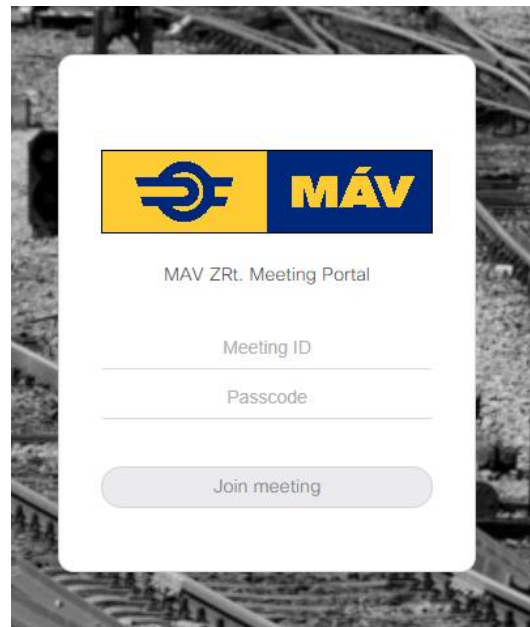 MÁV
MAV ZRt. Meeting Portal
Meeting ID
Passcode
Join meeting